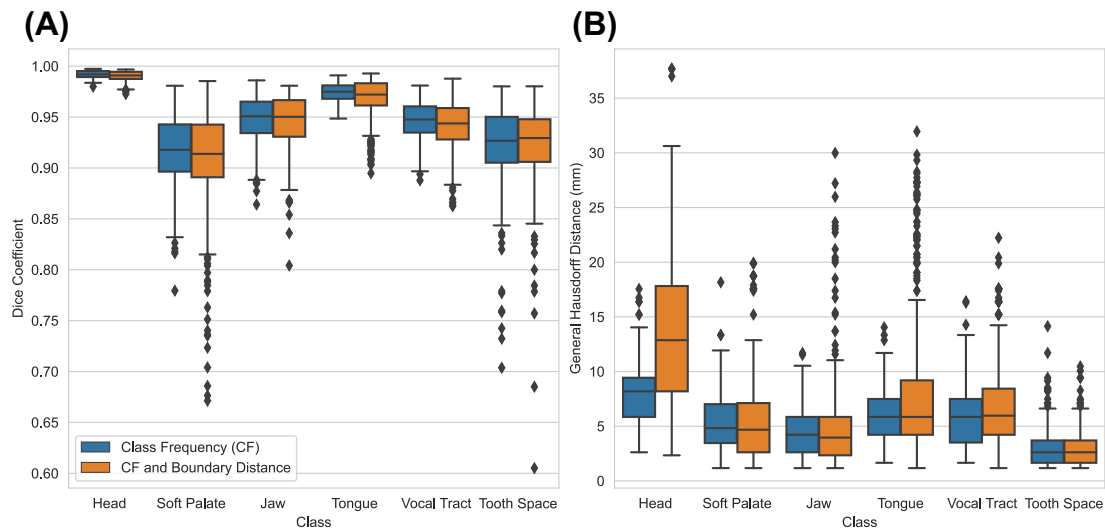 (A)
(B)
Dice Coefficient
1.00
0.95
0.90
0.85
0.80
0.75
0.70
0.65
0.60
Class Frequency (CF)
CF and Boundary Distance
Head Soft Palate Jaw Tongue Vocal Tract Tooth Space
Class
General Hausdorff Distance (mm)
35
30
25
20
15
10
5
0
Head Soft Palate Jaw Tongue Vocal Tract Tooth Space
Class